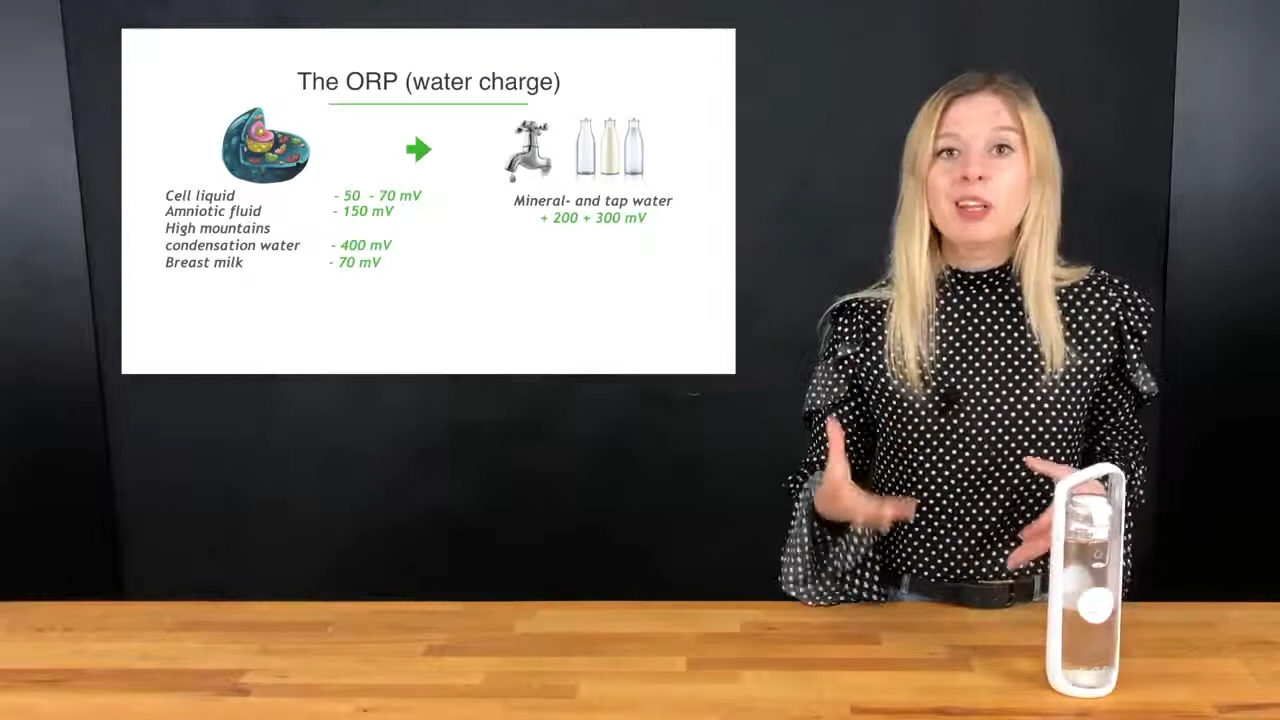 The ORP (water charge)
Cell liquid - 50 - 70 mV
Amniotic fluid - 150 mV
High mountains
condensation water - 400 mV
Breast milk - 70 mV
Mineral- and tap water
+ 200 + 300 mV